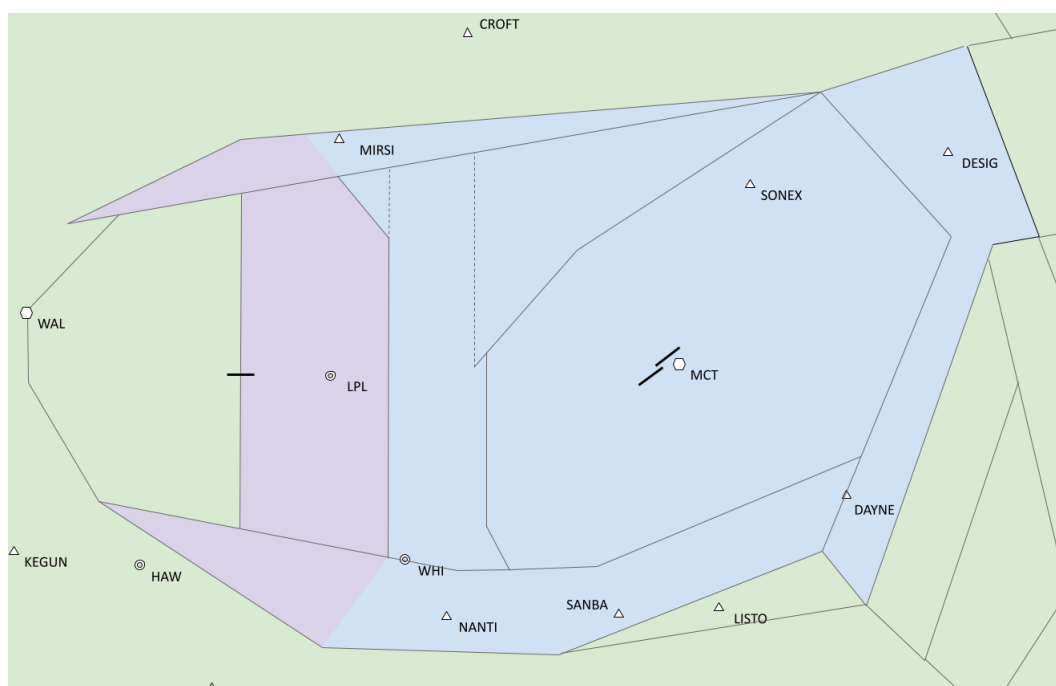 CROFT
MIRSI
DESIG
SONEX
WAL
LPL
MCT
DAYNE
KEGUN
HAW
WHI
SANBA
NANTI
LISTO